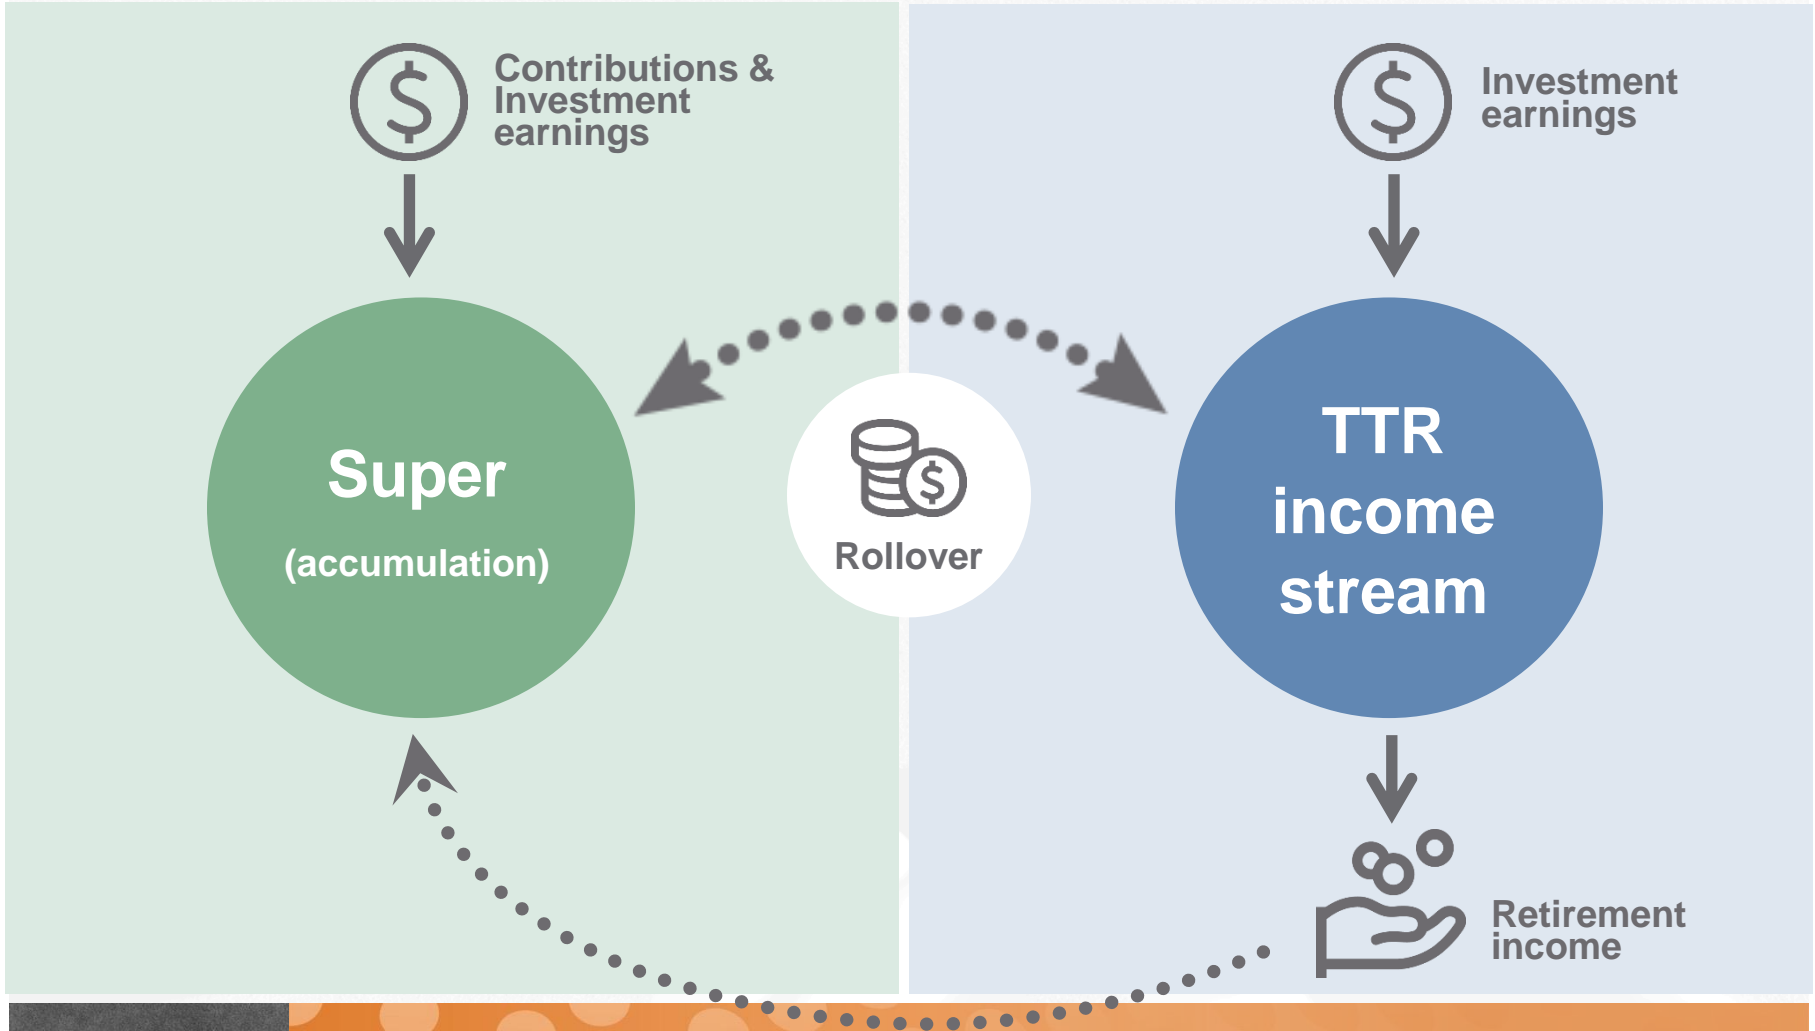 Contributions &
Investment
earnings
Investment
earnings
Super
(accumulation)
$
Rollover
TTR
income
stream
Retirement
income